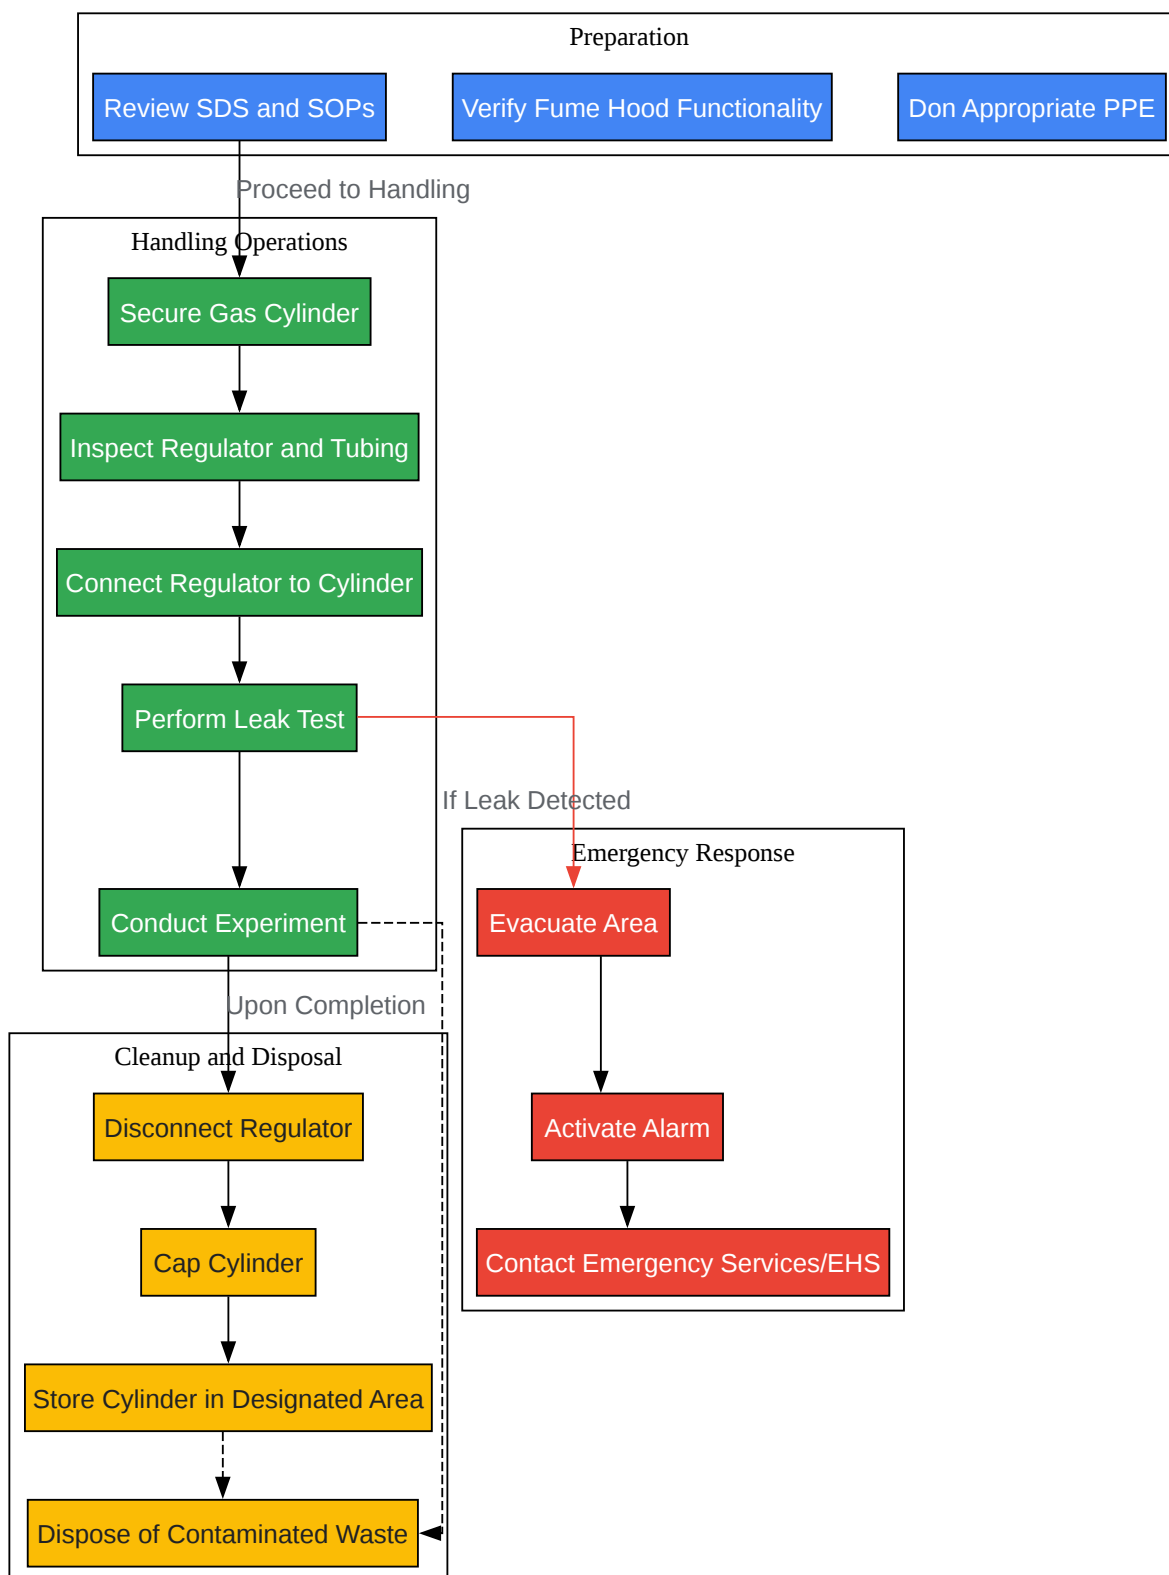 Preparation
Review SDS and SOPs
Verify Fume Hood Functionality
Don Appropriate PPE
Proceed to Handling
Handling Operations
Secure Gas Cylinder
Inspect Regulator and Tubing
Connect Regulator to Cylinder
Perform Leak Test
If Leak Detected
Emergency Response
Conduct Experiment
Evacuate Area
Upon Completion
Cleanup and Disposal
Disconnect Regulator
Activate Alarm
Cap Cylinder
Contact Emergency Services/EHS
Store Cylinder in Designated Area
Dispose of Contaminated Waste